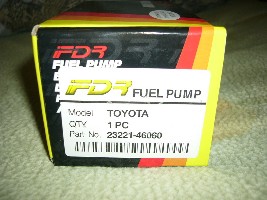 FDR
FUEL PUMP
FDR FUEL PUMP
Model: TOYOTA
QTY: 1 PC
Part No. 23221-46060